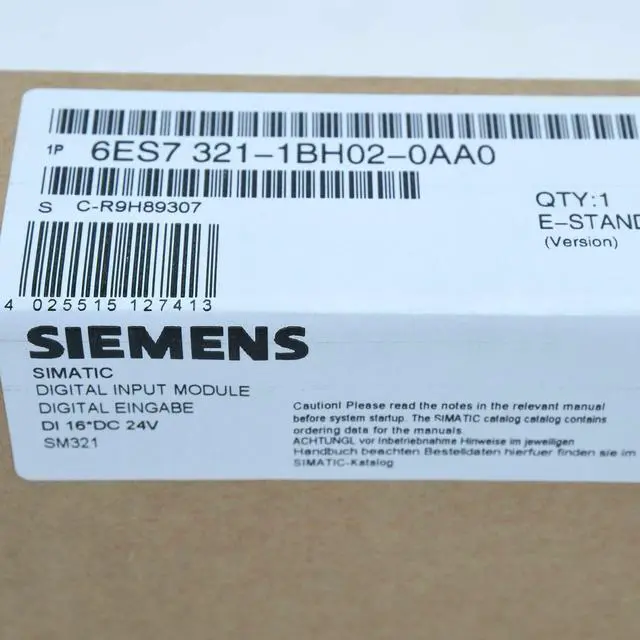 1P 6ES7 321-1BH02-0AA0
S C-R9H89307
QTY:1
E-STAND
(Version)
4 025515 127413
SIEMENS
SIMATIC
DIGITAL INPUT MODULE
DIGITAL EINGABE
DI 16*DC 24V
SM321
Caution! Please read the notes in the relevant manual
before system startup. The SIMATIC catalog catalog contains
ordering data for the manuals.
ACHTUNGL vor Inbetriebnahme Hinweise im jeweiligen
Handbuch beachten Bestelldaten hierfuer finden sie im
SIMATIC-Katalog